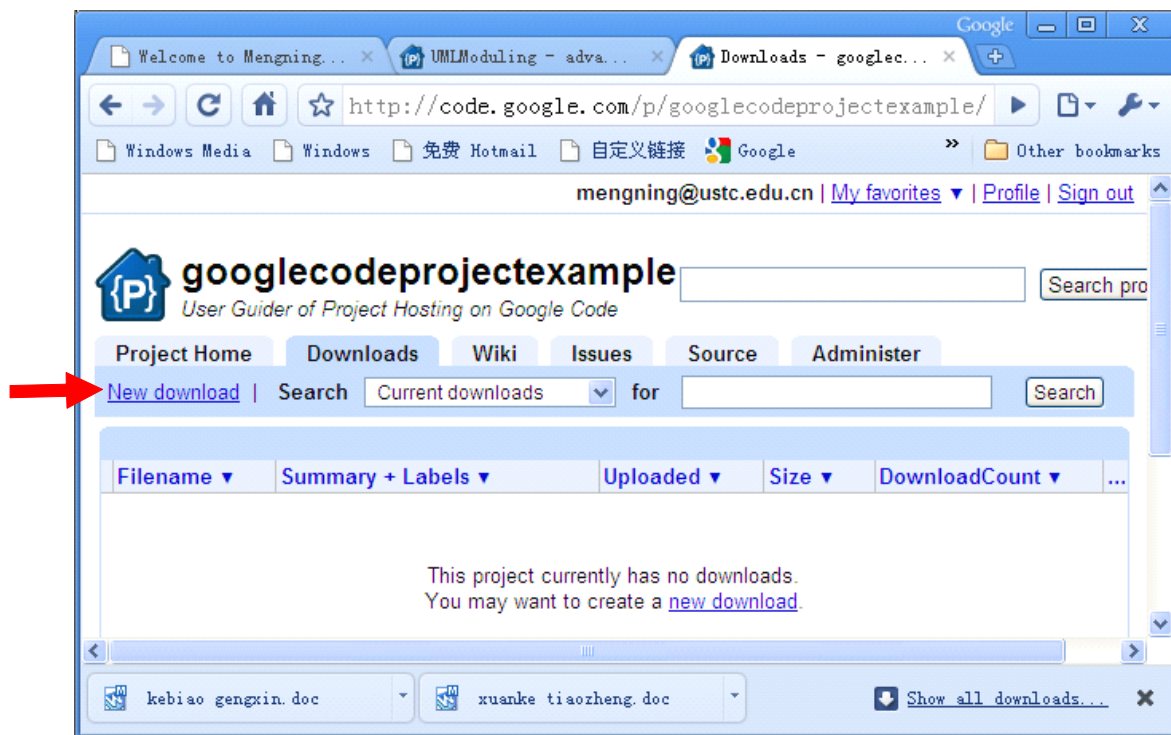 Google
Welcome to Mengning... UMLModuling - adva... Downloads - googlec...
http://code.google.com/p/googlecodeprojectexample/
Windows Media Windows 免费 Hotmail 自定义链接 Google » Other bookmarks
mengning@ustc.edu.cn | My favorites ▼ | Profile | Sign out
{P} googlecodeprojectexample Search pro
User Guider of Project Hosting on Google Code
Project Home Downloads Wiki Issues Source Administer
New download | Search Current downloads for Search
Filename ▼ Summary + Labels ▼ Uploaded ▼ Size ▼ DownloadCount ▼ ...
This project currently has no downloads.
You may want to create a new download.
kebiao gengxin.doc xuanke tiaozheng.doc Show all downloads...